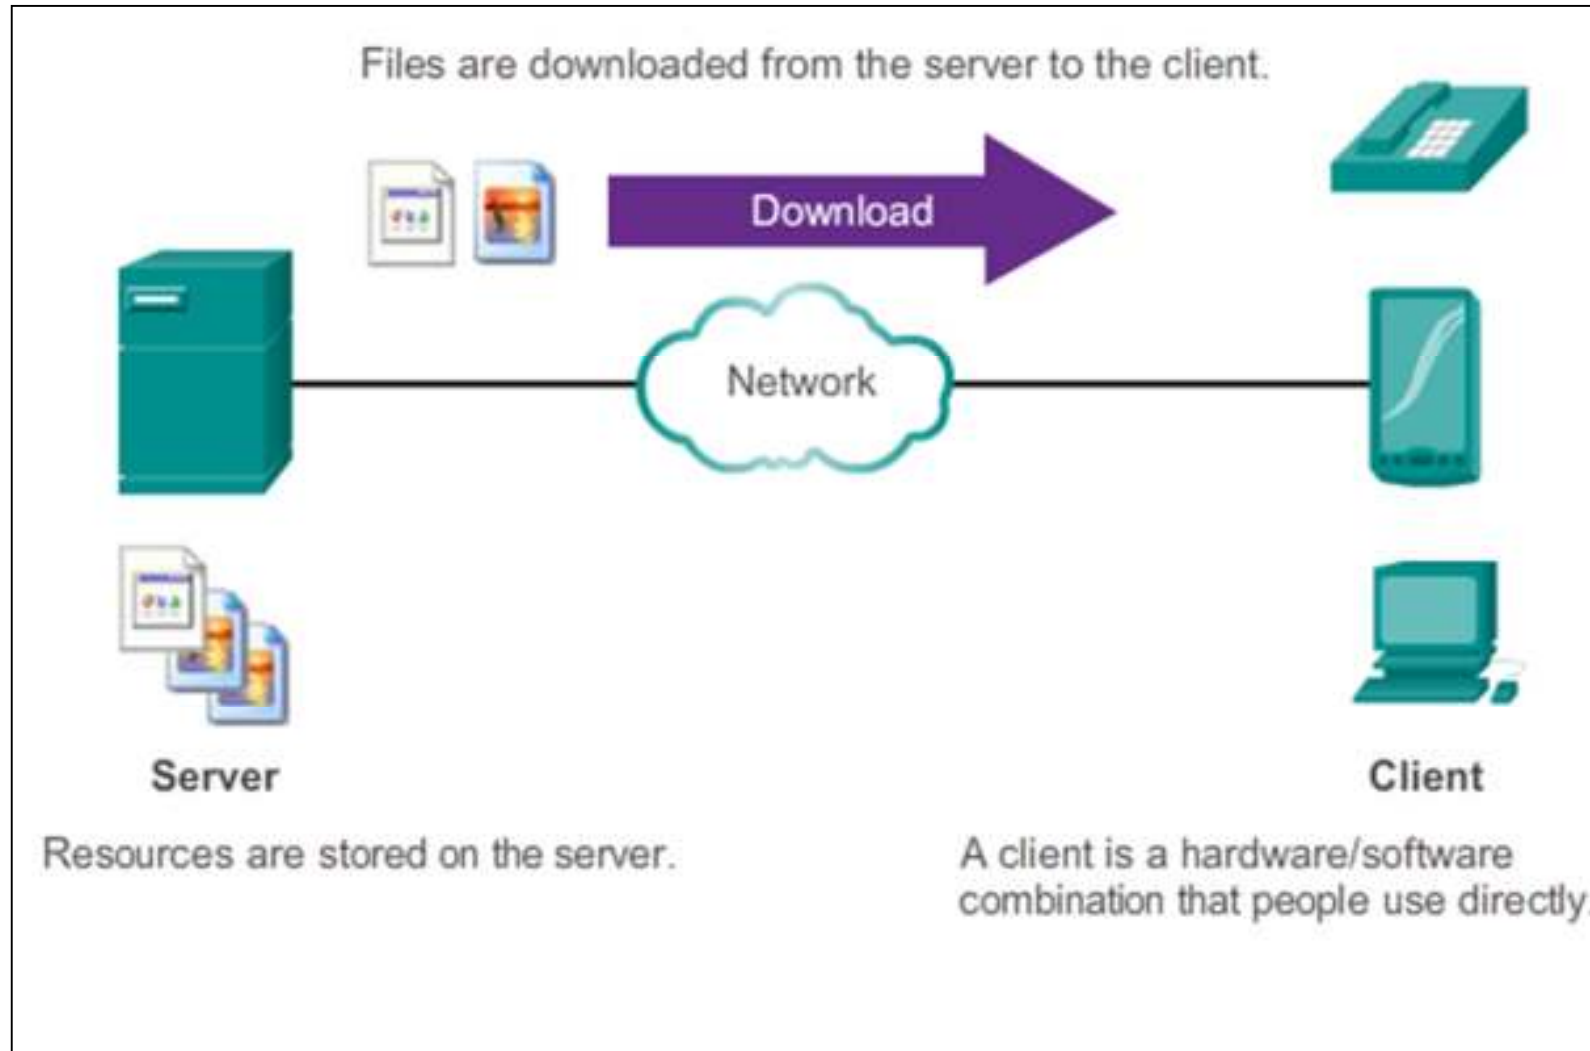 Files are downloaded from the server to the client.
Download
Network
Server
Client
Resources are stored on the server.
A client is a hardware/software
combination that people use directly.